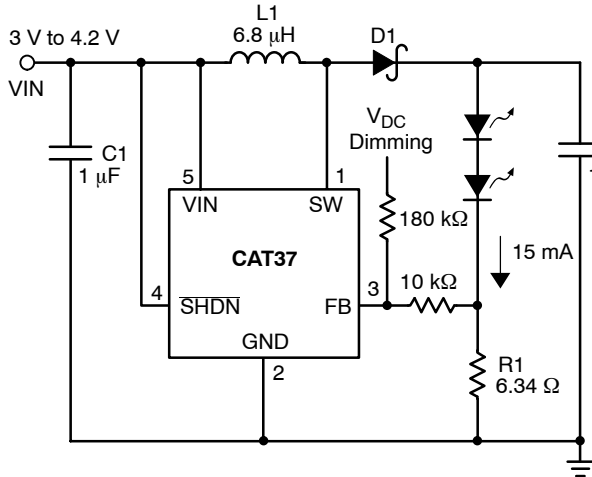 L1
6.8 μH
3 V to 4.2 V
VIN
D1
C1
1 μF
VDC
Dimming
5
1
VIN
SW
180 kΩ
CAT37
15 mA
4
SHDN
3
FB
10 kΩ
GND
2
R1
6.34 Ω